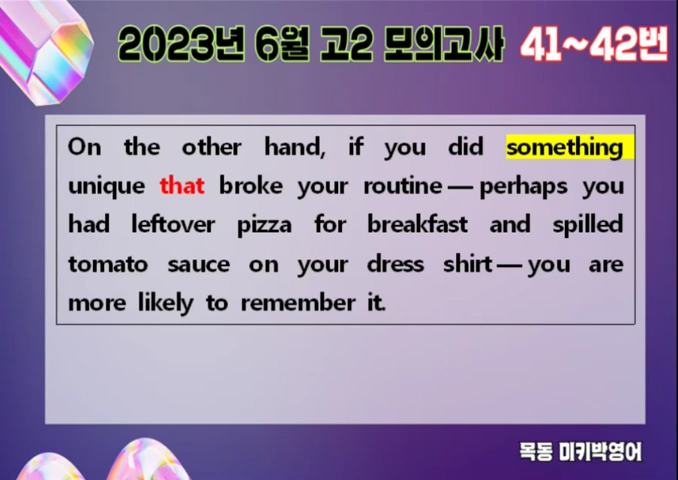 2023년 6월 고2 모의고사 41~42번
On the other hand, if you did something
unique that broke your routine — perhaps you
had leftover pizza for breakfast and spilled
tomato sauce on your dress shirt — you are
more likely to remember it.
목동 미키박영어